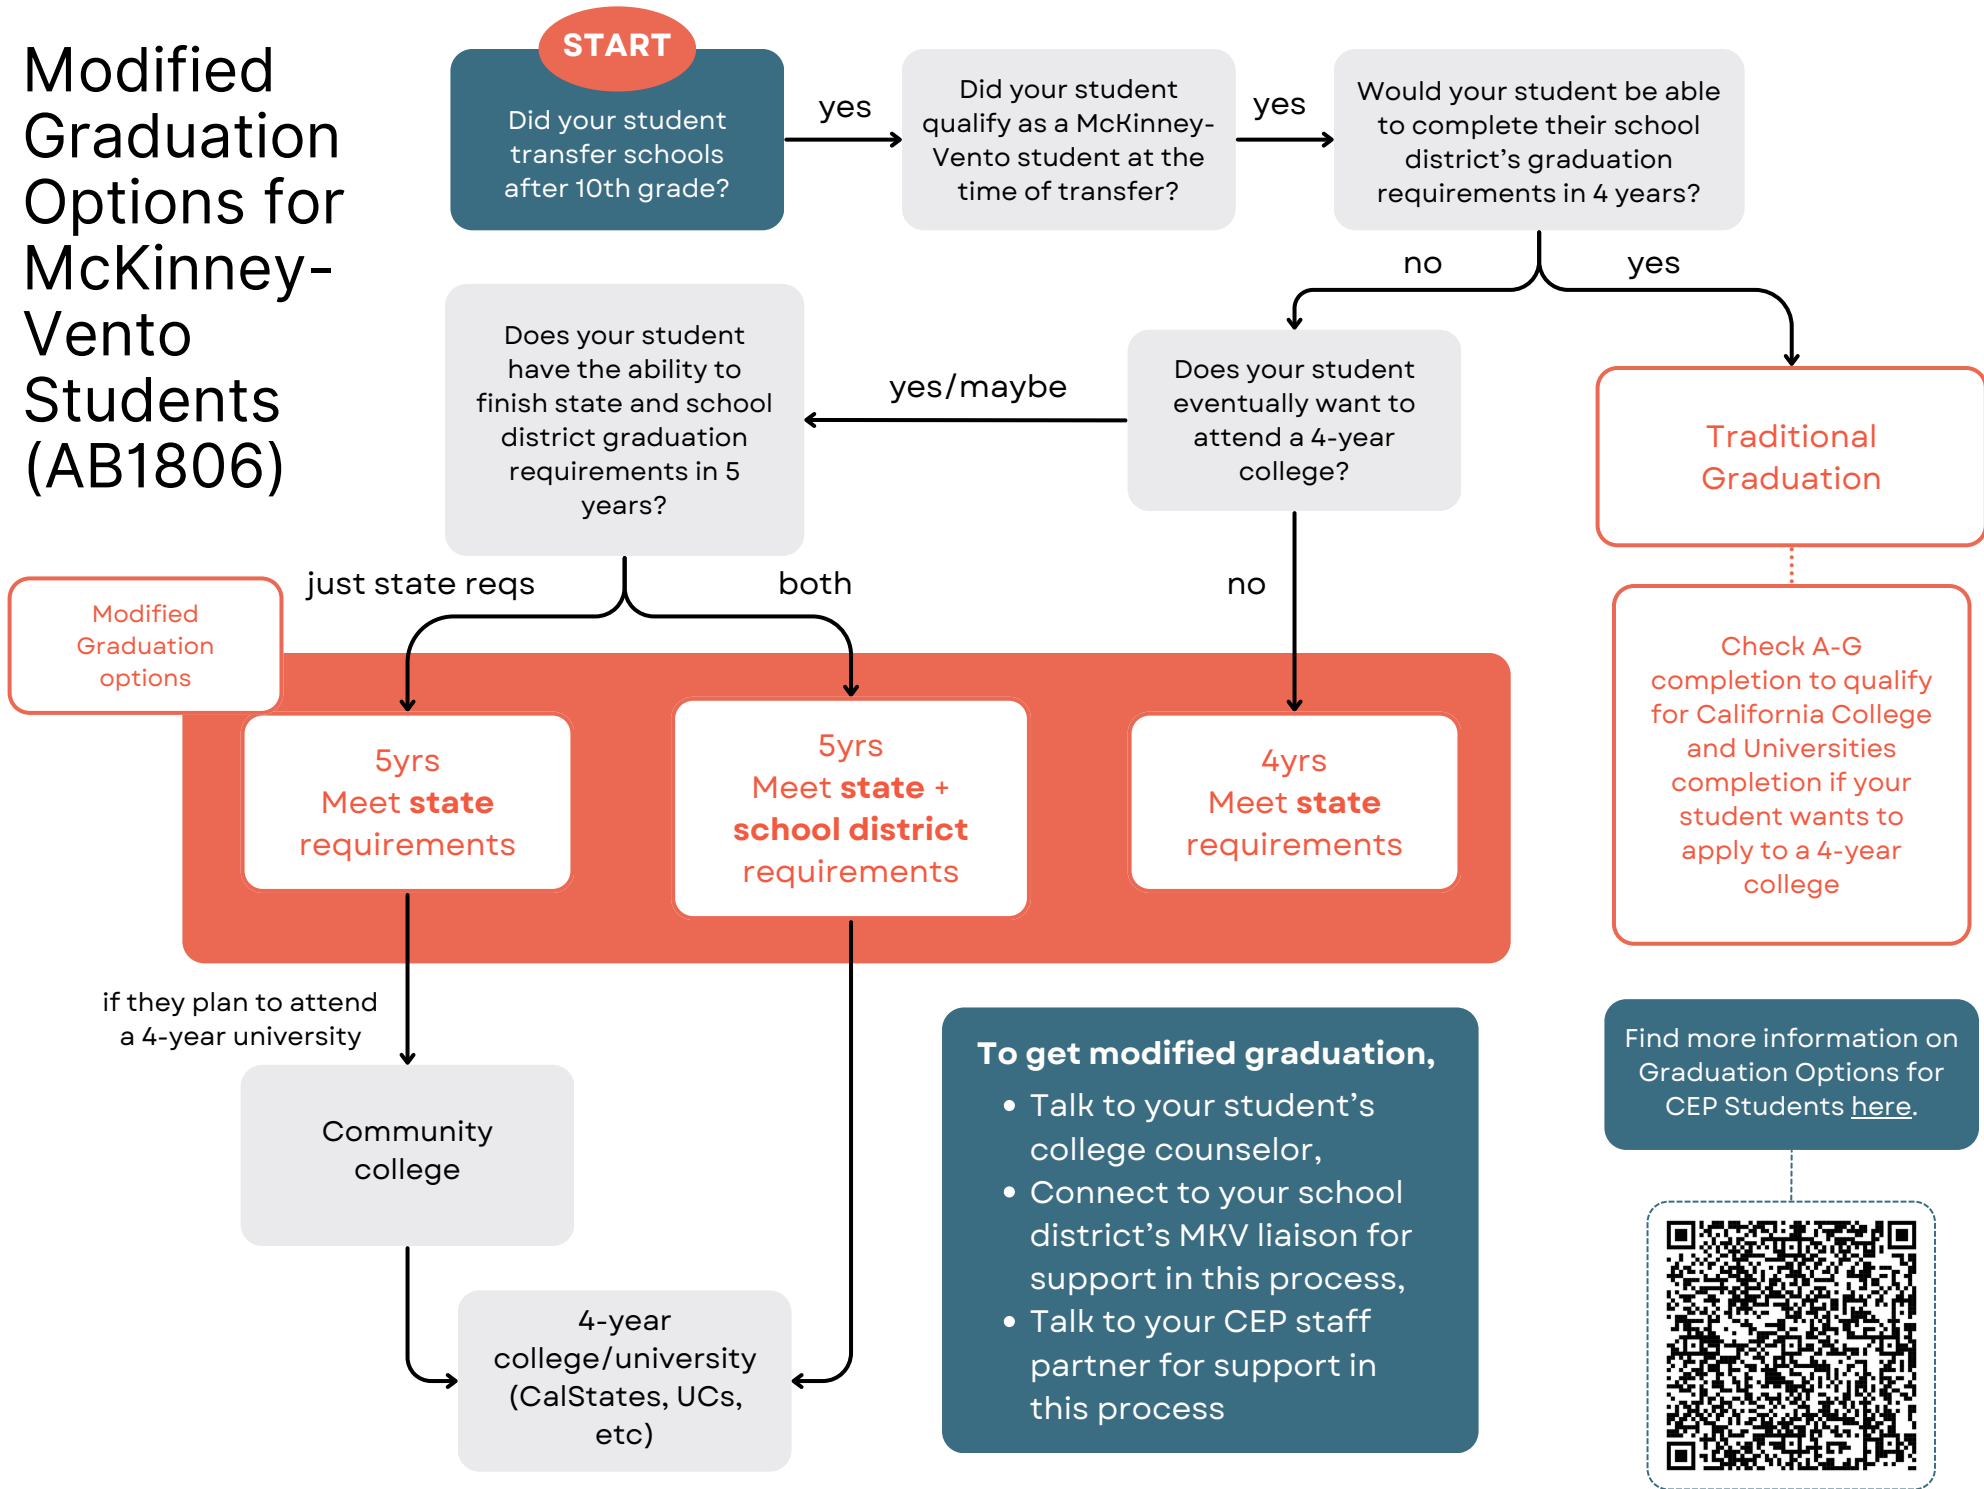 Modified
Graduation
Options for
McKinney-
Vento
Students
(AB1806)
START
Did your student
transfer schools
after 10th grade?
yes
Did your student
qualify as a McKinney-
Vento student at the
time of transfer?
yes
Would your student be able
to complete their school
district's graduation
requirements in 4 years?
no
yes
Does your student
have the ability to
finish state and school
district graduation
requirements in 5
years?
yes/maybe
Does your student
eventually want to
attend a 4-year
college?
Traditional
Graduation
just state reqs
both
no
Modified
Graduation
options
5yrs
Meet state
requirements
5yrs
Meet state +
school district
requirements
4yrs
Meet state
requirements
Check A-G
completion to qualify
for California College
and Universities
completion if your
student wants to
apply to a 4-year
college
if they plan to attend
a 4-year university
Community
college
4-year
college/university
(CalStates, UCs,
etc)
To get modified graduation,
• Talk to your student's
college counselor,
• Connect to your school
district's MKV liaison for
support in this process,
• Talk to your CEP staff
partner for support in
this process
Find more information on
Graduation Options for
CEP Students here.